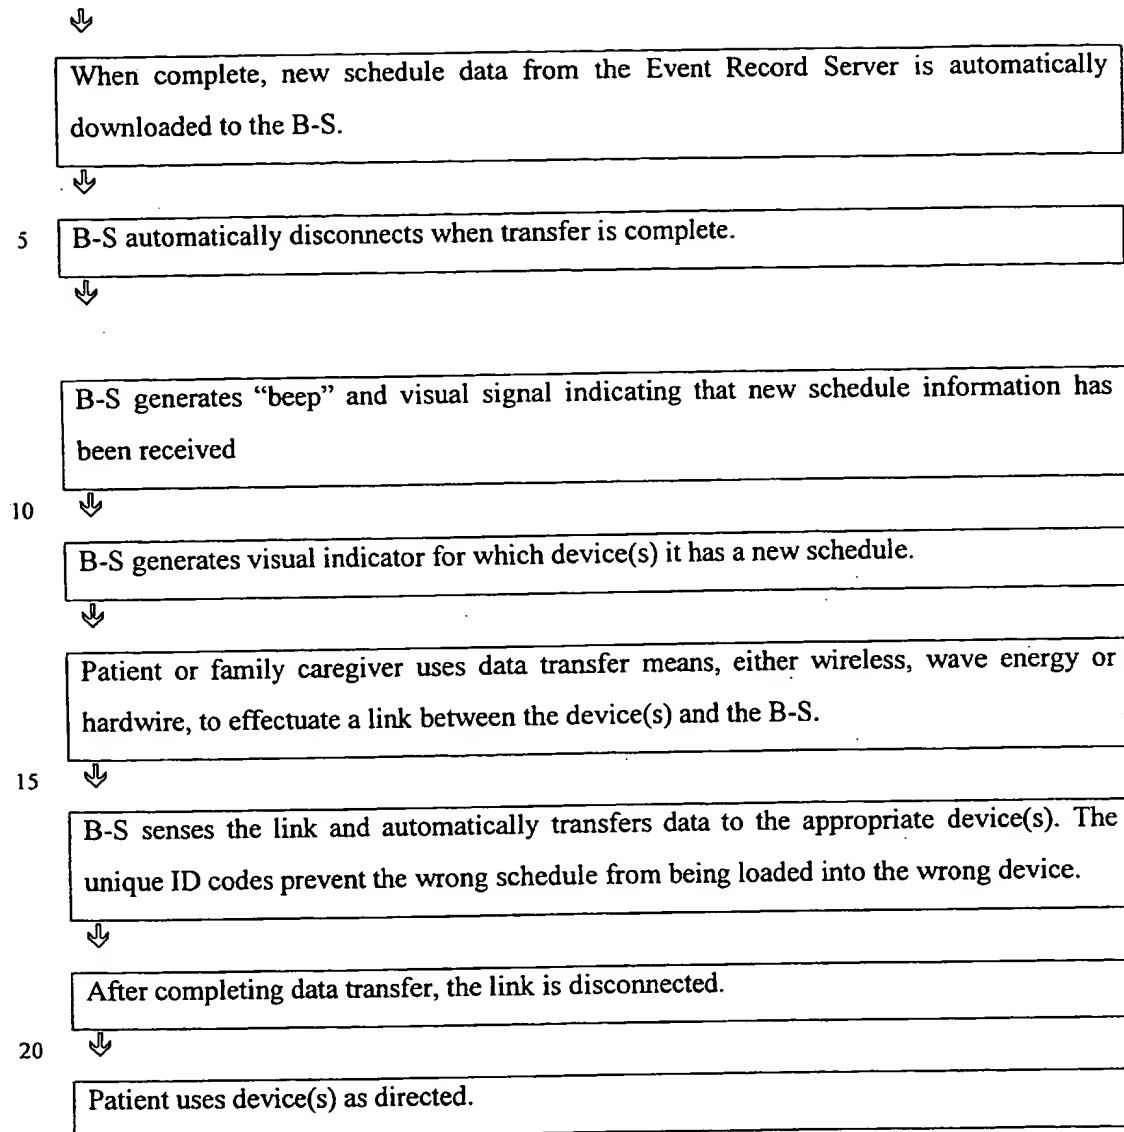 ⇩
When complete, new schedule data from the Event Record Server is automatically
downloaded to the B-S.
⇩
5 B-S automatically disconnects when transfer is complete.
⇩
B-S generates “beep” and visual signal indicating that new schedule information has
been received
10 ⇩
B-S generates visual indicator for which device(s) it has a new schedule.
⇩
Patient or family caregiver uses data transfer means, either wireless, wave energy or
hardwire, to effectuate a link between the device(s) and the B-S.
15 ⇩
B-S senses the link and automatically transfers data to the appropriate device(s). The
unique ID codes prevent the wrong schedule from being loaded into the wrong device.
⇩
After completing data transfer, the link is disconnected.
20 ⇩
Patient uses device(s) as directed.